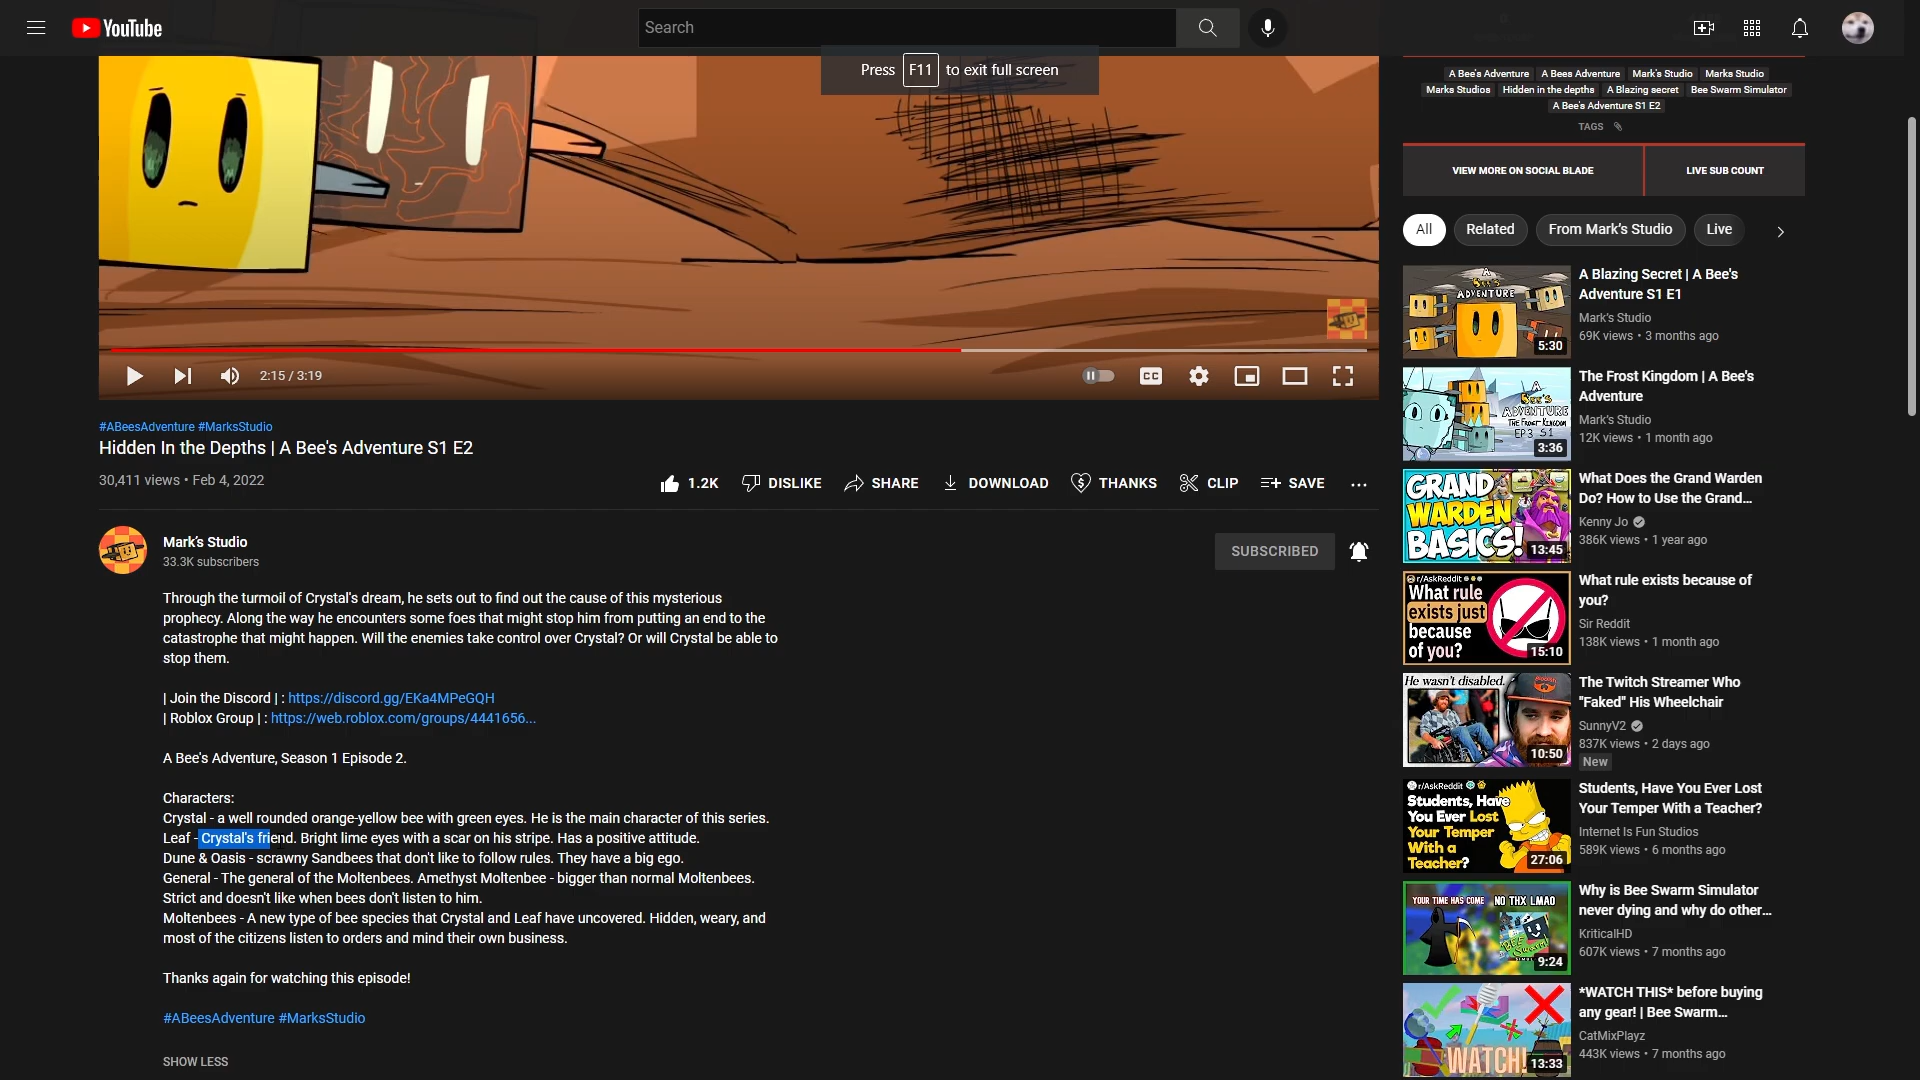 YouTube
Search
Press F11 to exit full screen
2:15 / 3:19
CC
#ABeesAdventure #MarksStudio
Hidden In the Depths | A Bee's Adventure S1 E2
30,411 views • Feb 4, 2022
1.2K DISLIKE SHARE DOWNLOAD THANKS CLIP SAVE ...
Mark's Studio
33.3K subscribers
SUBSCRIBED
Through the turmoil of Crystal's dream, he sets out to find out the cause of this mysterious
prophecy. Along the way he encounters some foes that might stop him from putting an end to the
catastrophe that might happen. Will the enemies take control over Crystal? Or will Crystal be able to
stop them.
| Join the Discord | : https://discord.gg/EKa4MPeGQH
| Roblox Group | : https://web.roblox.com/groups/4441656...
A Bee's Adventure, Season 1 Episode 2.
Characters:
Crystal - a well rounded orange-yellow bee with green eyes. He is the main character of this series.
Leaf - Crystal's friend. Bright lime eyes with a scar on his stripe. Has a positive attitude.
Dune & Oasis - scrawny Sandbees that don't like to follow rules. They have a big ego.
General - The general of the Moltenbees. Amethyst Moltenbee - bigger than normal Moltenbees.
Strict and doesn't like when bees don't listen to him.
Moltenbees - A new type of bee species that Crystal and Leaf have uncovered. Hidden, weary, and
most of the citizens listen to orders and mind their own business.
Thanks again for watching this episode!
#ABeesAdventure #MarksStudio
SHOW LESS
A Bee's Adventure A Bees Adventure Mark's Studio Marks Studio
Marks Studios Hidden in the depths A Blazing secret Bee Swarm Simulator
A Bee's Adventure S1 E2
TAGS
VIEW MORE ON SOCIAL BLADE LIVE SUB COUNT
All Related From Mark's Studio Live
A
BEE'S
ADVENTURE
5:30
A Blazing Secret | A Bee's
Adventure S1 E1
Mark's Studio
69K views • 3 months ago
A
BEE'S
ADVENTURE
THE FROST KINGDOM
EP3 S1
3:36
The Frost Kingdom | A Bee's
Adventure
Mark's Studio
12K views • 1 month ago
GRAND
WARDEN
BASICS!
13:45
What Does the Grand Warden
Do? How to Use the Grand...
Kenny Jo
386K views • 1 year ago
r/AskReddit
What rule
exists just
because
of you?
15:10
What rule exists because of
you?
Sir Reddit
138K views • 1 month ago
He wasn't disabled.
10:50
The Twitch Streamer Who
"Faked" His Wheelchair
SunnyV2
837K views • 2 days ago
New
r/AskReddit
Students, Have
You Ever Lost
Your Temper
With a
Teacher?
27:06
Students, Have You Ever Lost
Your Temper With a Teacher?
Internet Is Fun Studios
589K views • 6 months ago
YOUR TIME HAS COME NO THX LMAO
BEE
SWARM
9:24
Why is Bee Swarm Simulator
never dying and why do other...
KriticalHD
607K views • 7 months ago
WATCH!
13:33
*WATCH THIS* before buying
any gear! | Bee Swarm...
CatMixPlayz
443K views • 7 months ago